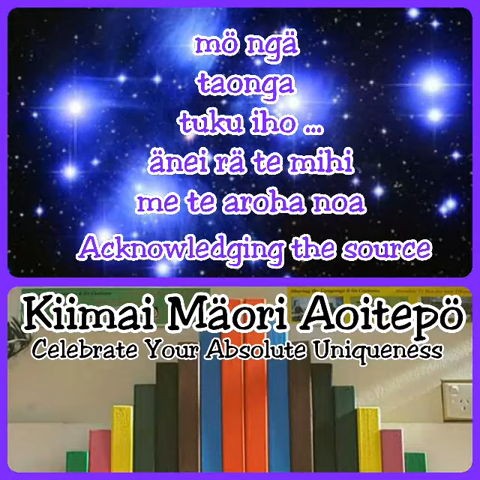 mö ngä
taonga
tuku iho ...
änei rä te mihi
me te aroha noa
Acknowledging the source
Kiimai Mäori Aoitepö
Celebrate Your Absolute Uniqueness